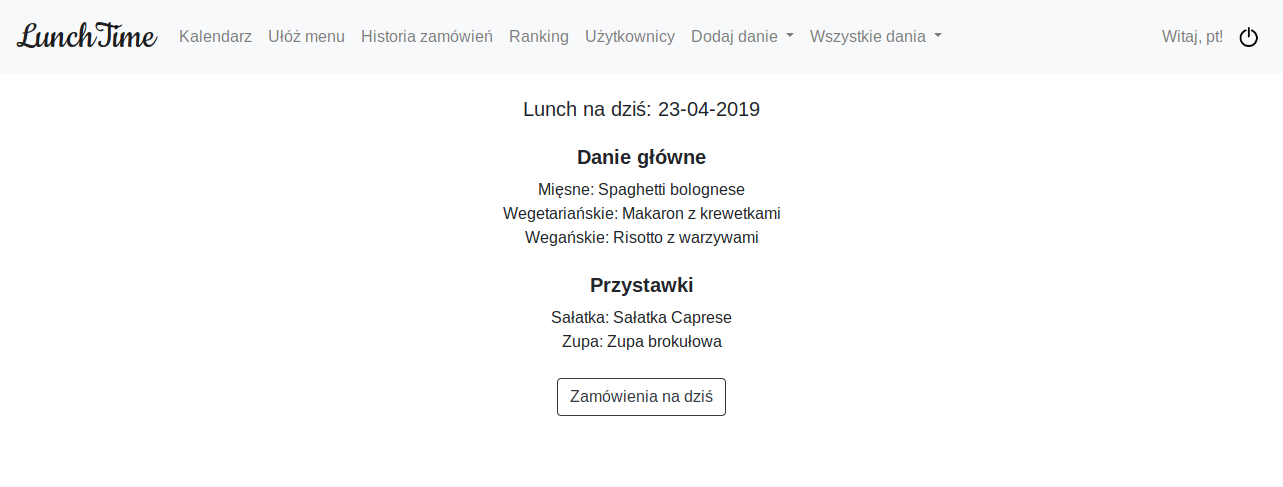 LunchTime Kalendarz Ułóż menu Historia zamówień Ranking Użytkownicy Dodaj danie Wszystkie dania Witaj, pt!
Lunch na dziś: 23-04-2019
Danie główne
Mięsne: Spaghetti bolognese
Wegetariańskie: Makaron z krewetkami
Wegańskie: Risotto z warzywami
Przystawki
Sałatka: Sałatka Caprese
Zupa: Zupa brokułowa
Zamówienia na dziś